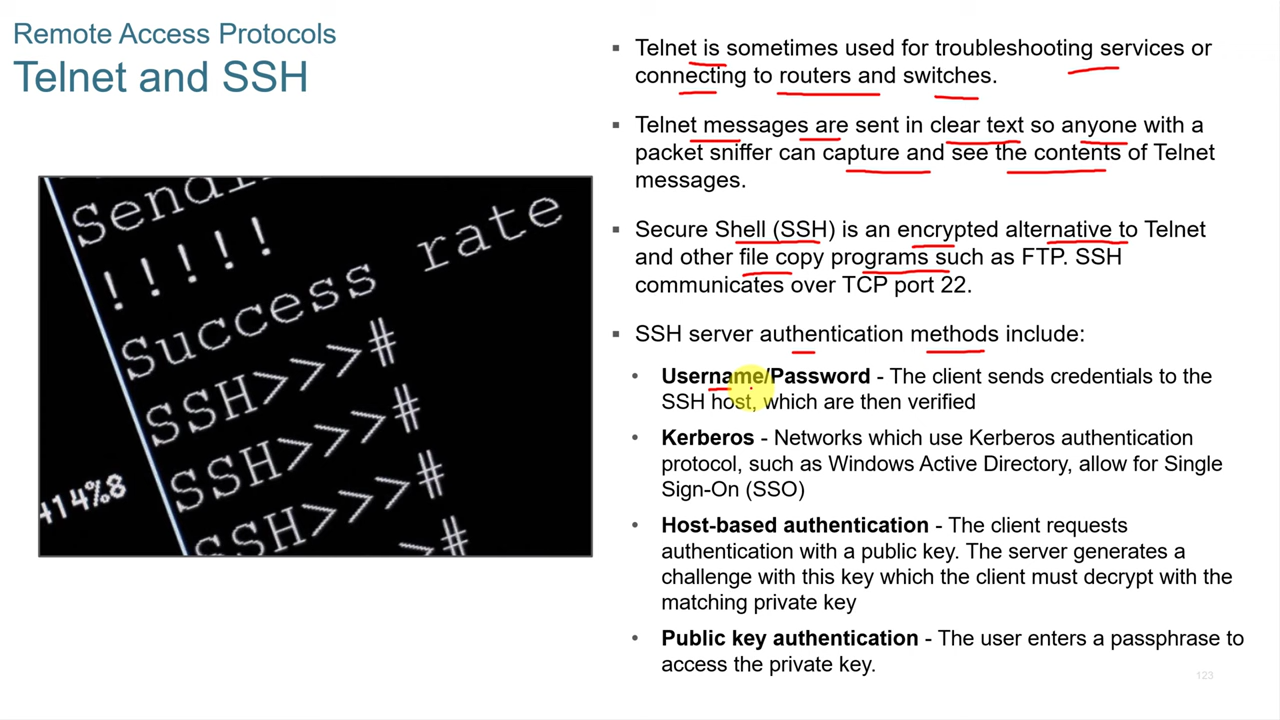 Remote Access Protocols
Telnet and SSH
Telnet is sometimes used for troubleshooting services or
connecting to routers and switches.
Telnet messages are sent in clear text so anyone with a
packet sniffer can capture and see the contents of Telnet
messages.
Secure Shell (SSH) is an encrypted alternative to Telnet
and other file copy programs such as FTP. SSH
communicates over TCP port 22.
SSH server authentication methods include:
Username/Password - The client sends credentials to the
SSH host, which are then verified
Kerberos - Networks which use Kerberos authentication
protocol, such as Windows Active Directory, allow for Single
Sign-On (SSO)
Host-based authentication - The client requests
authentication with a public key. The server generates a
challenge with this key which the client must decrypt with the
matching private key
Public key authentication - The user enters a passphrase to
access the private key.
123
!!!!!
Success rate
SSH>>>#
SSH>>>#
SSH>>>#
>#
414%8